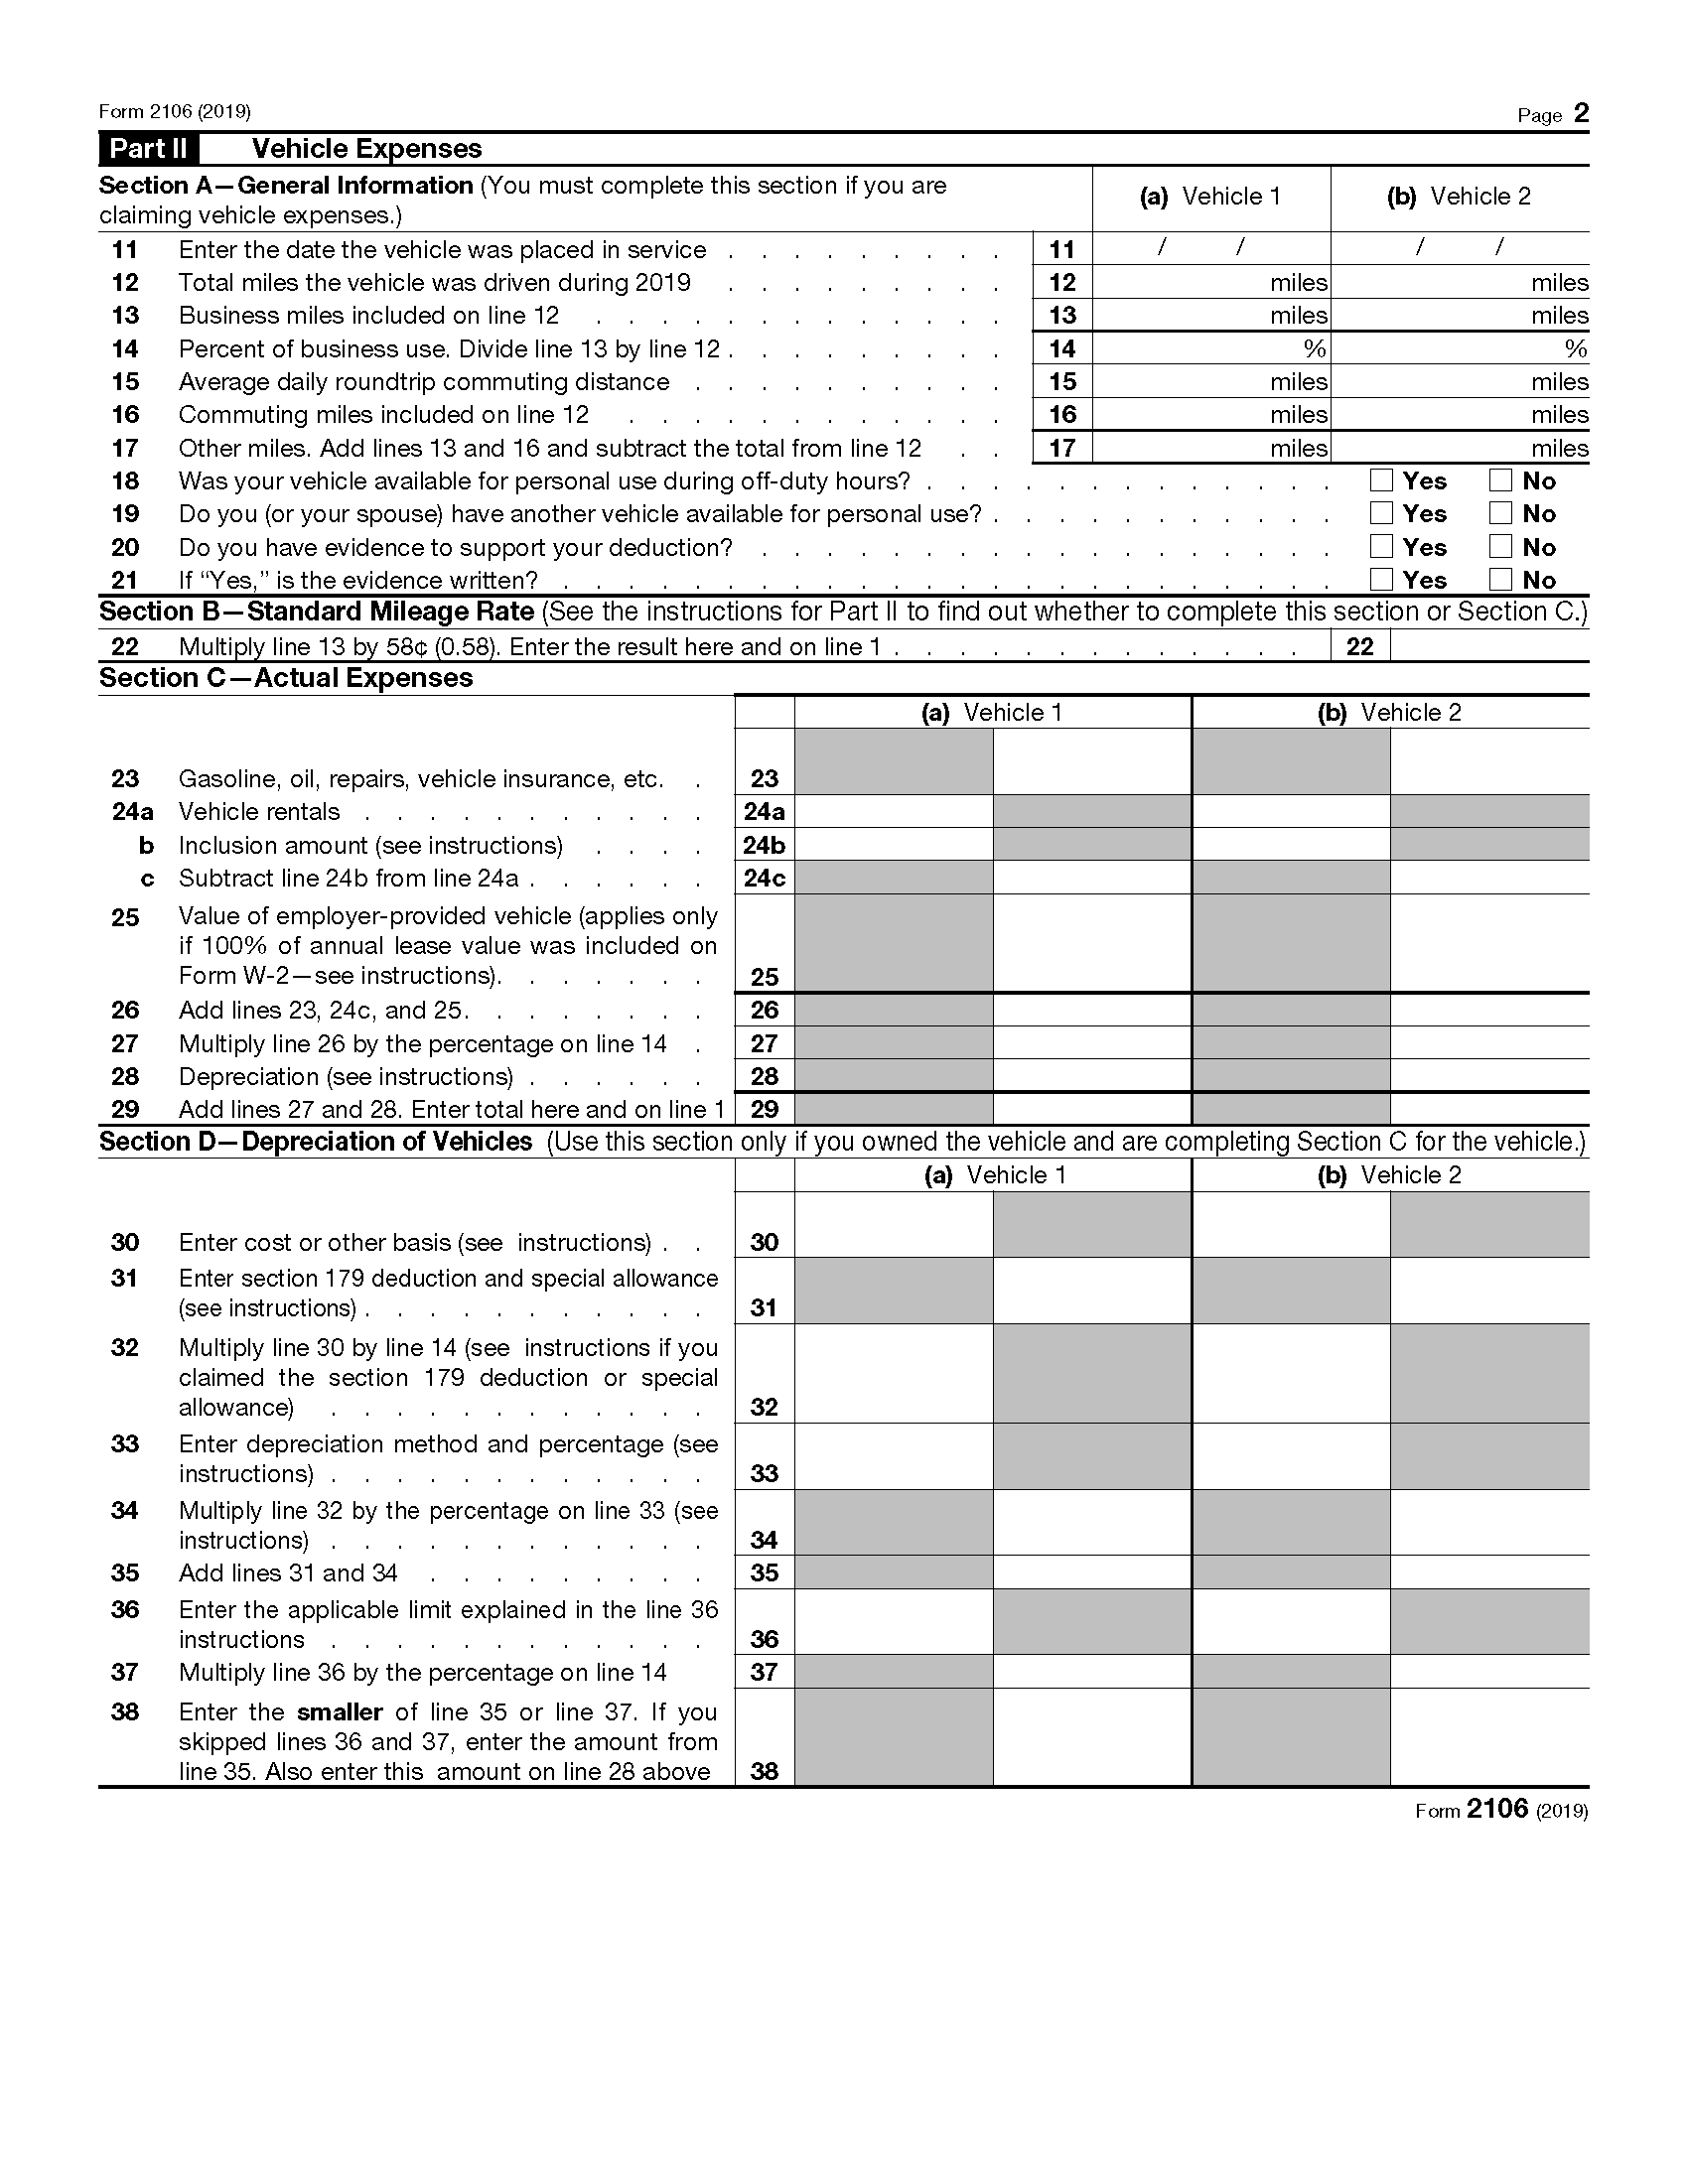 Form 2106 (2019) Page 2
Part II Vehicle Expenses
Section A—General Information (You must complete this section if you are
claiming vehicle expenses.)
(a) Vehicle 1 (b) Vehicle 2
11 Enter the date the vehicle was placed in service . . . . . . . . . 11 / / / /
12 Total miles the vehicle was driven during 2019 . . . . . . . . . 12 miles miles
13 Business miles included on line 12 . . . . . . . . . . . . . 13 miles miles
14 Percent of business use. Divide line 13 by line 12 . . . . . . . . . 14 % %
15 Average daily roundtrip commuting distance . . . . . . . . . . 15 miles miles
16 Commuting miles included on line 12 . . . . . . . . . . . . 16 miles miles
17 Other miles. Add lines 13 and 16 and subtract the total from line 12 . . 17 miles miles
18 Was your vehicle available for personal use during off-duty hours? . . . . . . . . . . . . . Yes No
19 Do you (or your spouse) have another vehicle available for personal use? . . . . . . . . . . . Yes No
20 Do you have evidence to support your deduction? . . . . . . . . . . . . . . . . . . Yes No
21 If “Yes,” is the evidence written? . . . . . . . . . . . . . . . . . . . . . . . . Yes No
Section B—Standard Mileage Rate (See the instructions for Part II to find out whether to complete this section or Section C.)
22 Multiply line 13 by 58¢ (0.58). Enter the result here and on line 1 . . . . . . . . . . . . . 22
Section C—Actual Expenses
(a) Vehicle 1 (b) Vehicle 2
23 Gasoline, oil, repairs, vehicle insurance, etc. . 23
24a Vehicle rentals . . . . . . . . . . . 24a
b Inclusion amount (see instructions) . . . . 24b
c Subtract line 24b from line 24a . . . . . . 24c
25 Value of employer-provided vehicle (applies only
if 100% of annual lease value was included on
Form W-2—see instructions). . . . . . . 25
26 Add lines 23, 24c, and 25. . . . . . . . 26
27 Multiply line 26 by the percentage on line 14 . 27
28 Depreciation (see instructions) . . . . . . 28
29 Add lines 27 and 28. Enter total here and on line 1 29
Section D—Depreciation of Vehicles (Use this section only if you owned the vehicle and are completing Section C for the vehicle.)
(a) Vehicle 1 (b) Vehicle 2
30 Enter cost or other basis (see instructions) . . 30
31 Enter section 179 deduction and special allowance
(see instructions) . . . . . . . . . . . 31
32 Multiply line 30 by line 14 (see instructions if you
claimed the section 179 deduction or special
allowance) . . . . . . . . . . . . 32
33 Enter depreciation method and percentage (see
instructions) . . . . . . . . . . . . 33
34 Multiply line 32 by the percentage on line 33 (see
instructions) . . . . . . . . . . . . 34
35 Add lines 31 and 34 . . . . . . . . . 35
36 Enter the applicable limit explained in the line 36
instructions . . . . . . . . . . . . 36
37 Multiply line 36 by the percentage on line 14 37
38 Enter the smaller of line 35 or line 37. If you
skipped lines 36 and 37, enter the amount from
line 35. Also enter this amount on line 28 above 38
Form 2106 (2019)